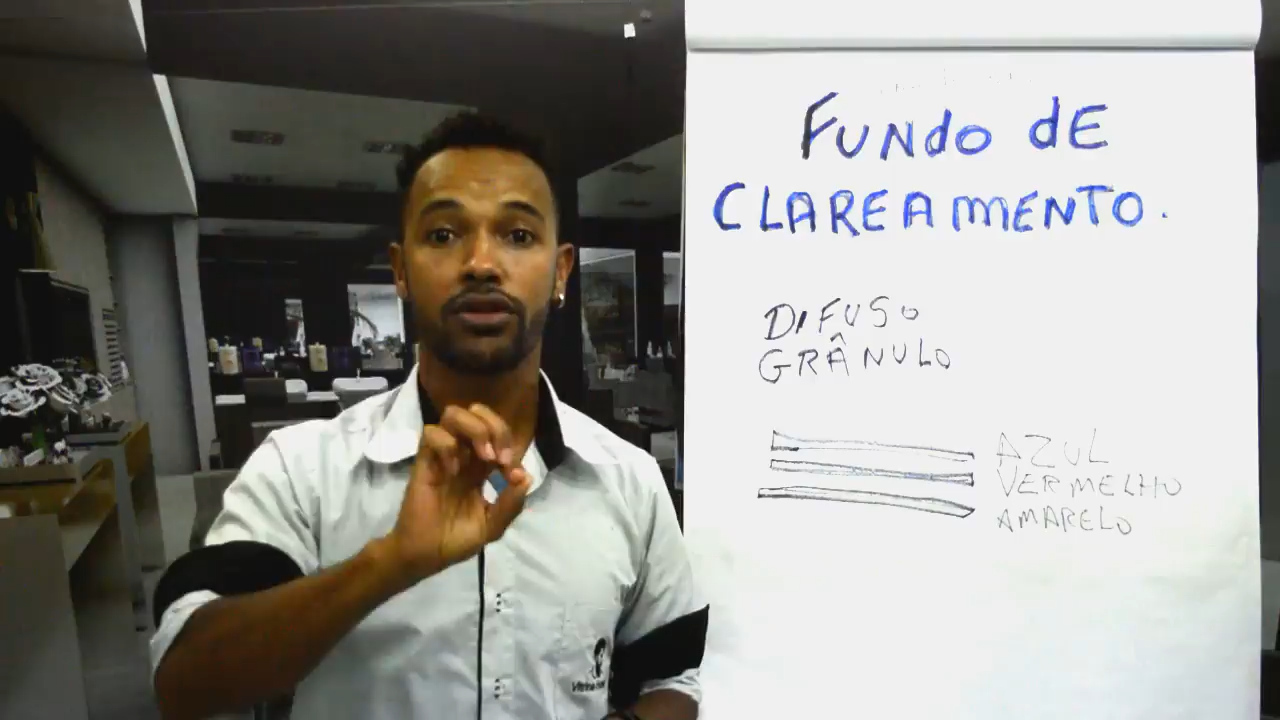 FUNDO dE
CLAREAMENTO.
DIFUSO
GRÂNULO
AZUL
VERMELHO
AMARELO